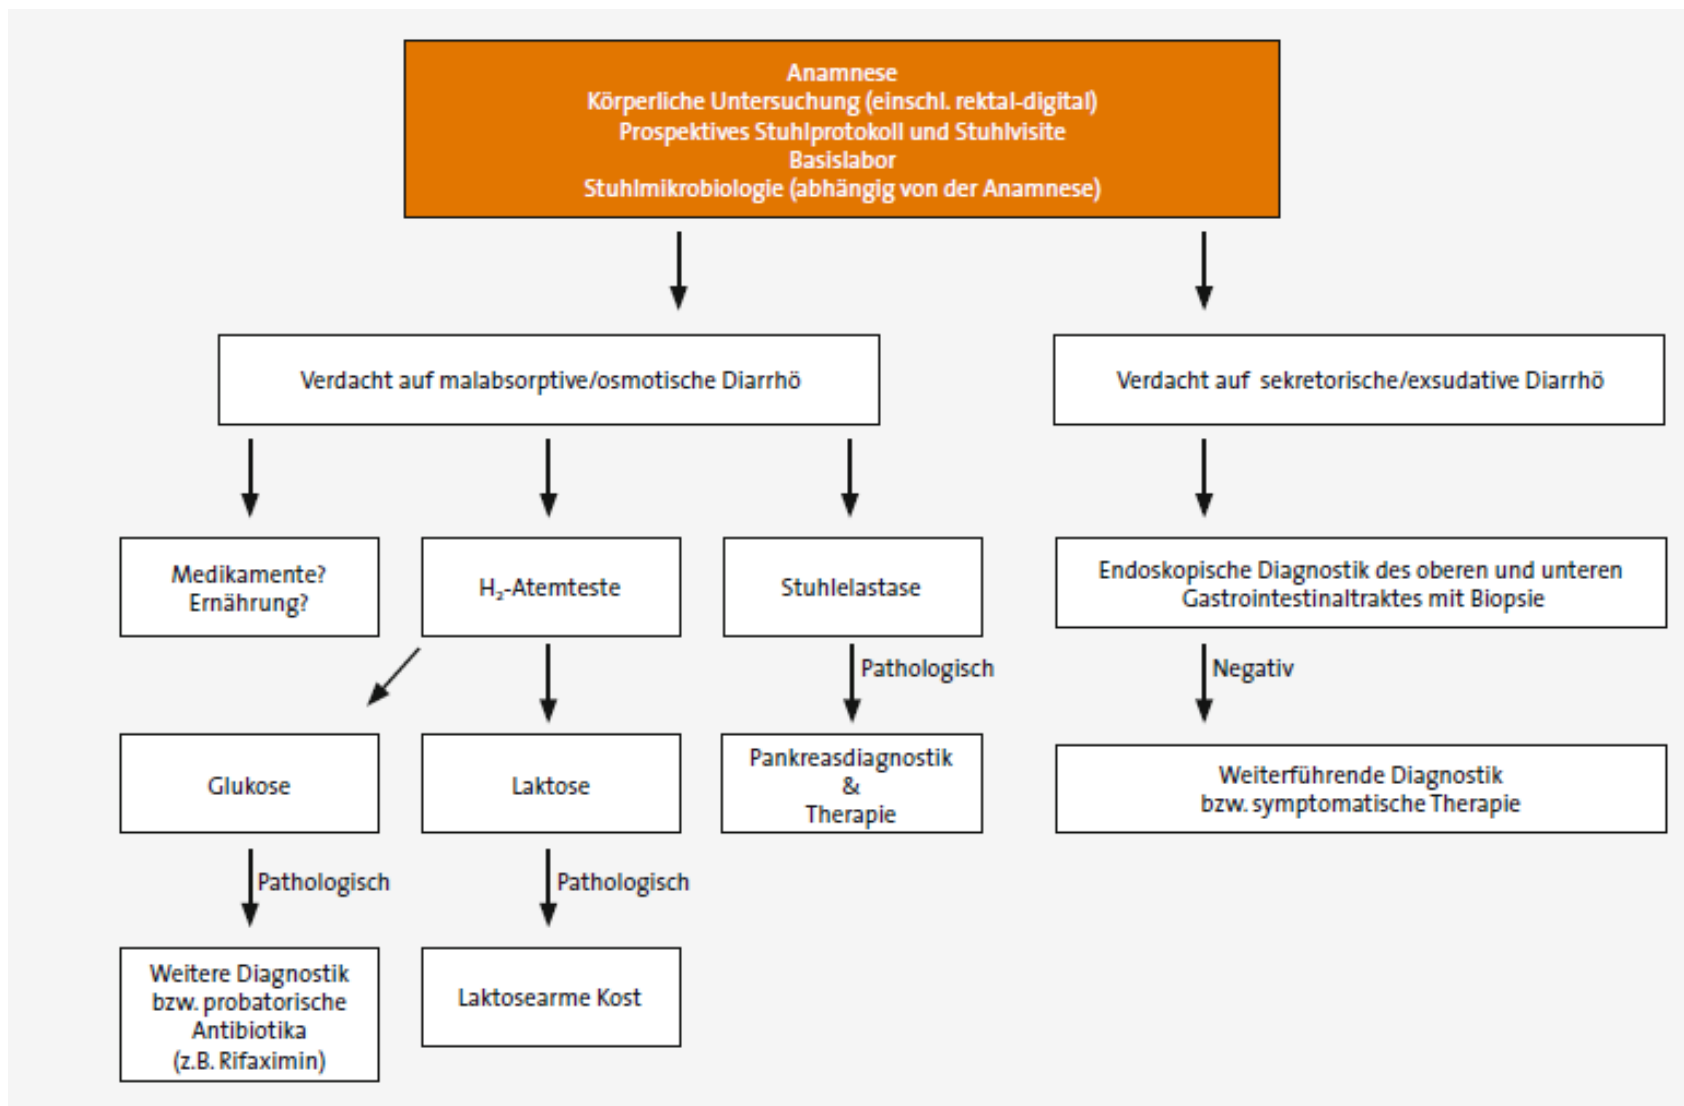 Anamnese
Körperliche Untersuchung (einschl. rektal-digital)
Prospektives Stuhlprotokoll und Stuhlvisite
Basislabor
Stuhlmikrobiologie (abhängig von der Anamnese)
Verdacht auf malabsorptive/osmotische Diarrhö
Verdacht auf sekretorische/exsudative Diarrhö
Medikamente?
Ernährung?
H₂-Atemteste
Stuhlelastase
Endoskopische Diagnostik des oberen und unteren
Gastrointestinaltraktes mit Biopsie
Pathologisch
Negativ
Glukose
Laktose
Pankreasdiagnostik
&
Therapie
Weiterführende Diagnostik
bzw. symptomatische Therapie
Pathologisch
Pathologisch
Weitere Diagnostik
bzw. probatorische
Antibiotika
(z.B. Rifaximin)
Laktosearme Kost